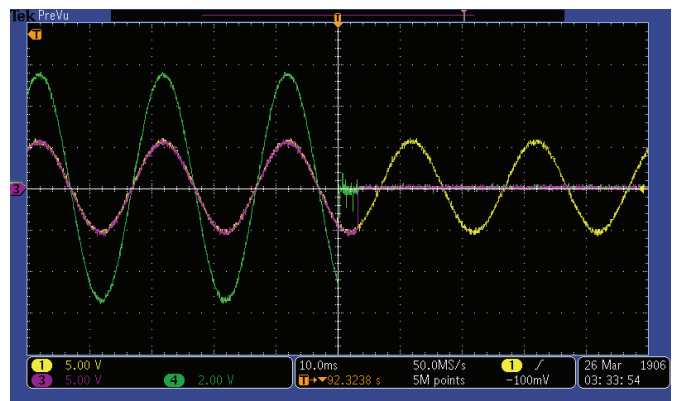 Tek PreVu
T
T
3
1 5.00 V
3 5.00 V 4 2.00 V
10.0ms 50.0MS/s 1 /
T→▼92.3238 s 5M points −100mV
26 Mar 1906
03:33:54